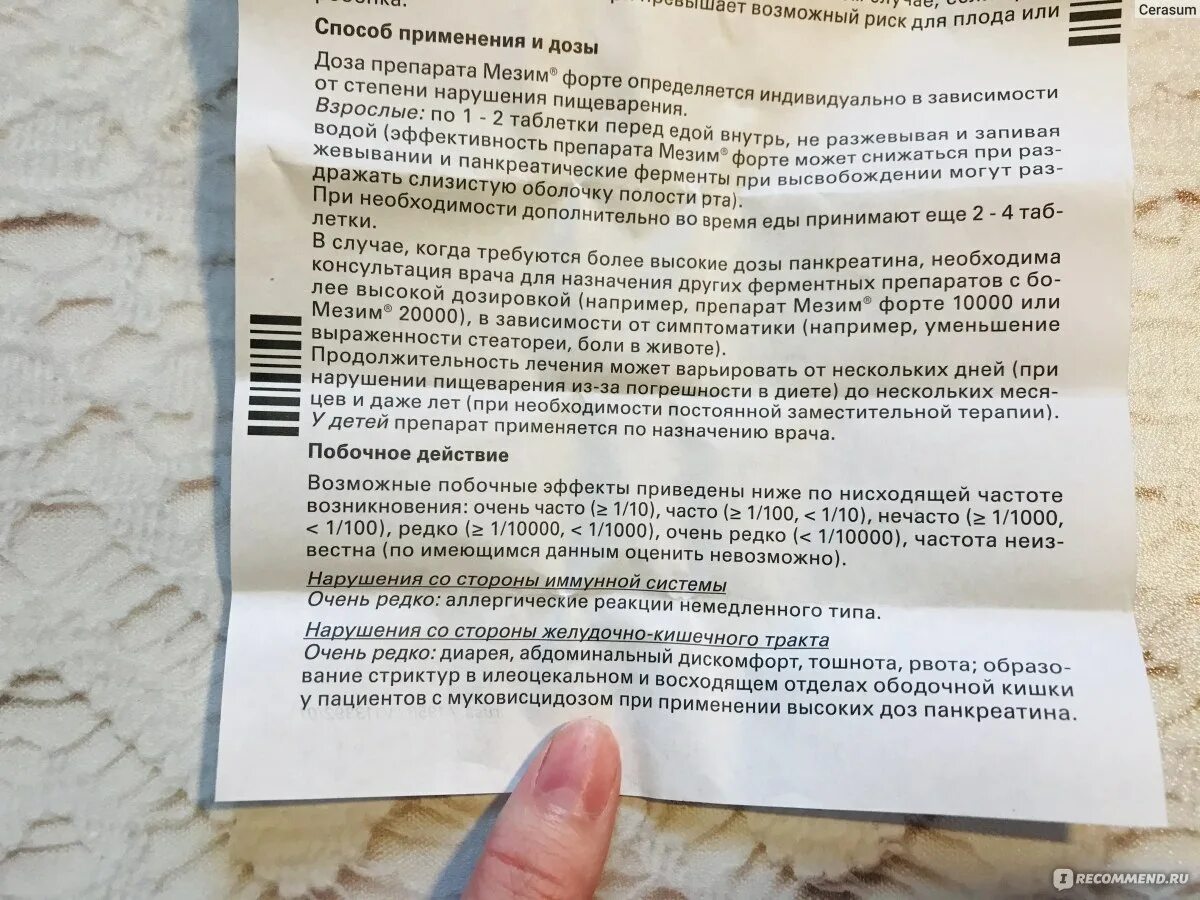 Cerasum
превышает возможный риск для плода или
Способ применения и дозы
Доза препарата Мезим® форте определяется индивидуально в зависимости
от степени нарушения пищеварения.
Взрослые: по 1 - 2 таблетки перед едой внутрь, не разжевывая и запивая
водой (эффективность препарата Мезим® форте может снижаться при раз-
жевывании и панкреатические ферменты при высвобождении могут раз-
дражать слизистую оболочку полости рта).
При необходимости дополнительно во время еды принимают еще 2 - 4 таб-
летки.
В случае, когда требуются более высокие дозы панкреатина, необходима
консультация врача для назначения других ферментных препаратов с бо-
лее высокой дозировкой (например, препарат Мезим® форте 10000 или
Мезим® 20000), в зависимости от симптоматики (например, уменьшение
выраженности стеатореи, боли в животе).
Продолжительность лечения может варьировать от нескольких дней (при
нарушении пищеварения из-за погрешности в диете) до нескольких меся-
цев и даже лет (при необходимости постоянной заместительной терапии).
У детей препарат применяется по назначению врача.
Побочное действие
Возможные побочные эффекты приведены ниже по нисходящей частоте
возникновения: очень часто (≥ 1/10), часто (≥ 1/100, < 1/10), нечасто (≥ 1/1000,
< 1/100), редко (≥ 1/10000, < 1/1000), очень редко (< 1/10000), частота неиз-
вестна (по имеющимся данным оценить невозможно).
Нарушения со стороны иммунной системы
Очень редко: аллергические реакции немедленного типа.
Нарушения со стороны желудочно-кишечного тракта
Очень редко: диарея, абдоминальный дискомфорт, тошнота, рвота; образо-
вание стриктур в илеоцекальном и восходящем отделах ободочной кишки
у пациентов с муковисцидозом при применении высоких доз панкреатина.
IRECOMMEND.RU